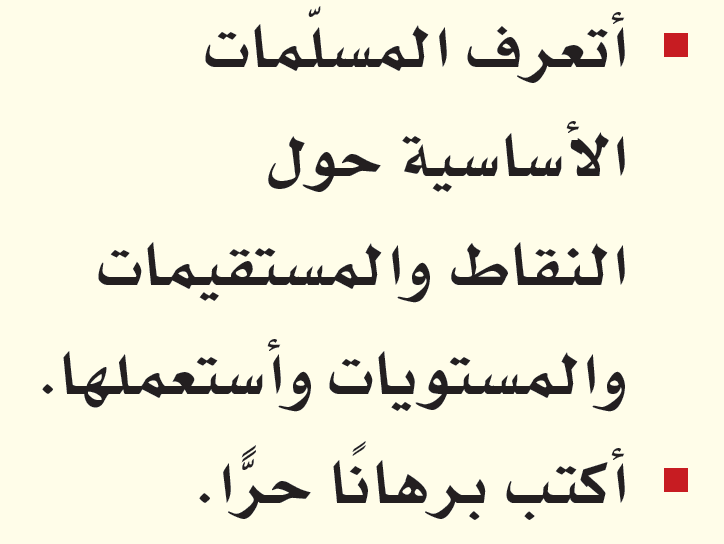 أتعرف المسلّمات
الأساسية حول
النقاط والمستقيمات
والمستويات وأستعملها.
أكتب برهانًا حرًّا.